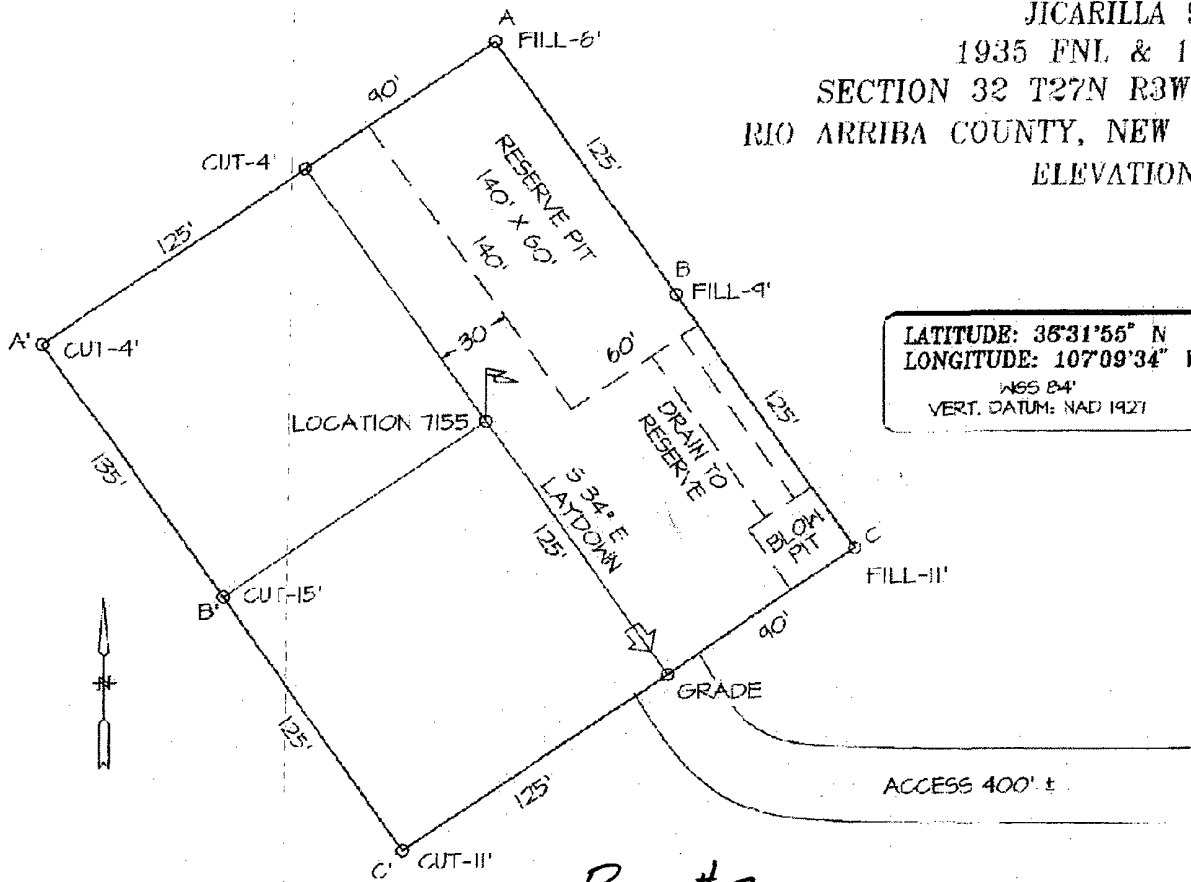 JICARILLA
1935 FNL & 1
SECTION 32 T27N R3W
RIO ARRIBA COUNTY, NEW
ELEVATION
A
FILL-6'
90'
CUT-4'
RESERVE PIT
140' X 60'
125'
125'
140'
B
FILL-9'
A'
CUT-4'
30'
60'
LATITUDE: 36°31'55" N
LONGITUDE: 107°09'34"
WGS 84'
VERT. DATUM: NAD 1927
LOCATION 7155
125'
DRAIN TO
RESERVE
135'
S 34° E
LAYDOWN
125'
BLOW
PIT
C
FILL-11'
B'
CUT-15'
90'
GRADE
N
125'
125'
ACCESS 400' ±
C'
CUT-11'